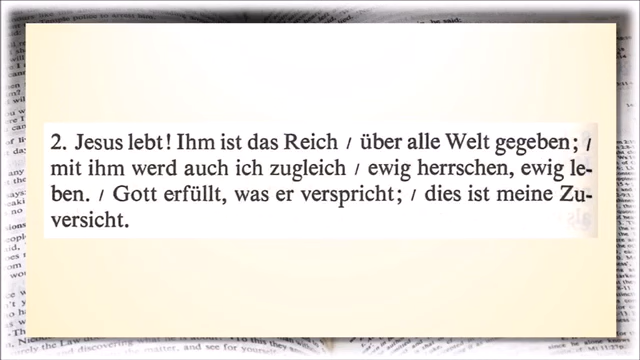 2. Jesus lebt! Ihm ist das Reich / über alle Welt gegeben; /
mit ihm werd auch ich zugleich / ewig herrschen, ewig le-
ben. / Gott erfüllt, was er verspricht; / dies ist meine Zu-
versicht.